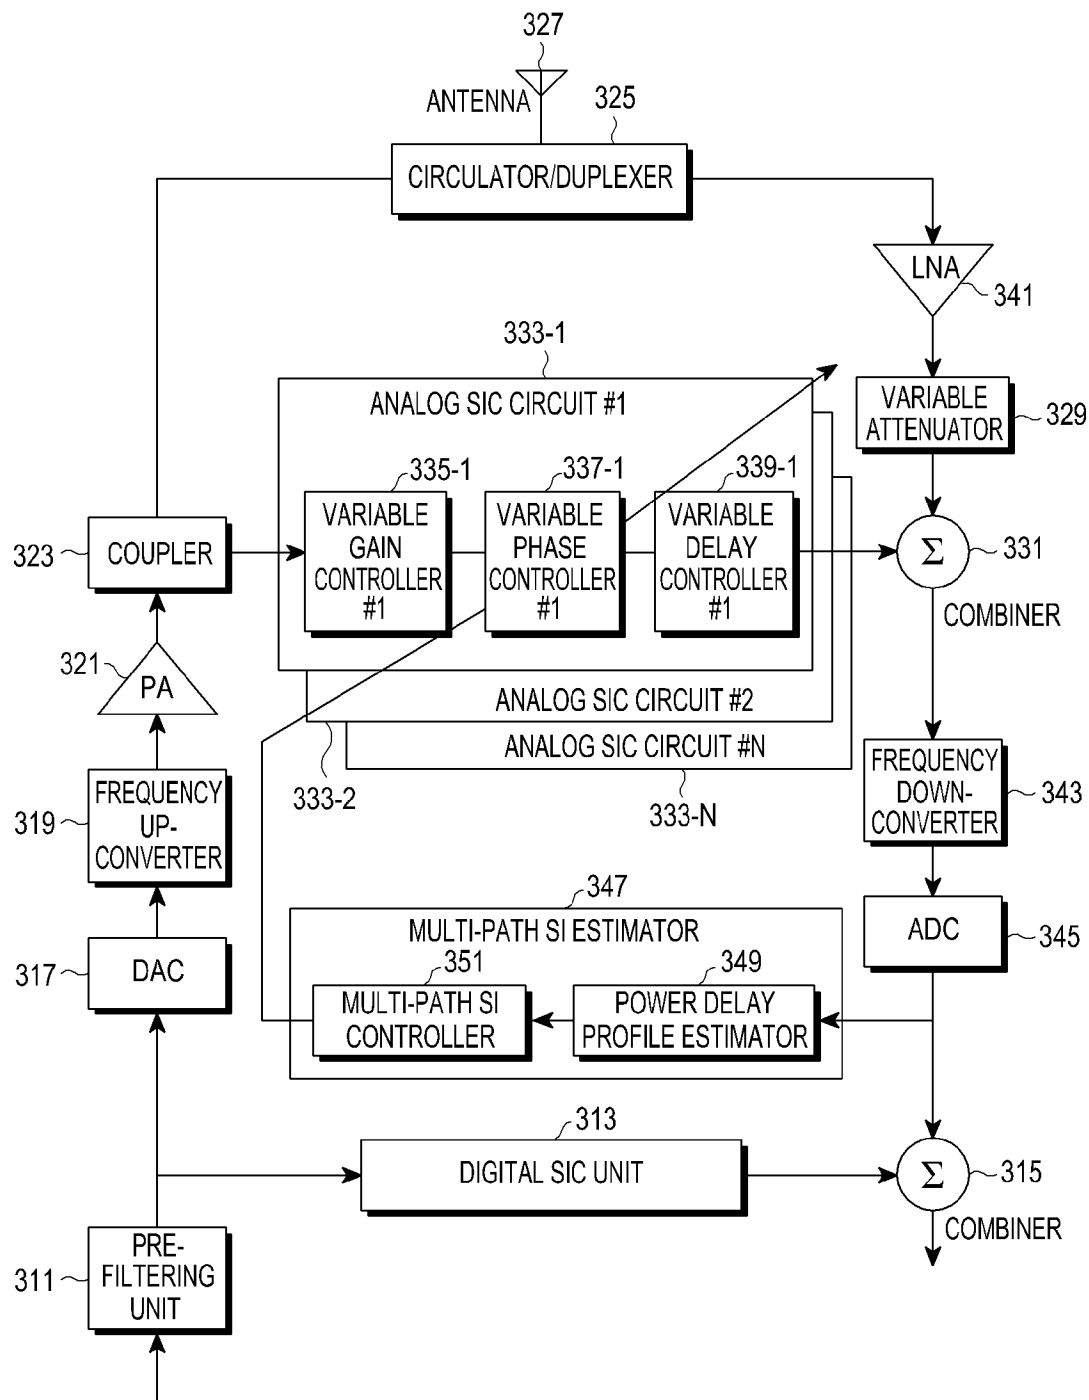 327
ANTENNA
325
CIRCULATOR/DUPLEXER
LNA
341
333-1
ANALOG SIC CIRCUIT #1
VARIABLE
ATTENUATOR
329
335-1
337-1
339-1
VARIABLE
GAIN
CONTROLLER
#1
VARIABLE
PHASE
CONTROLLER
#1
VARIABLE
DELAY
CONTROLLER
#1
323
COUPLER
Σ
331
COMBINER
321
PA
ANALOG SIC CIRCUIT #2
ANALOG SIC CIRCUIT #N
333-2
333-N
319
FREQUENCY
UP-
CONVERTER
FREQUENCY
DOWN-
CONVERTER
343
347
MULTI-PATH SI ESTIMATOR
ADC
345
317
DAC
351
MULTI-PATH SI
CONTROLLER
349
POWER DELAY
PROFILE ESTIMATOR
313
DIGITAL SIC UNIT
Σ
315
COMBINER
311
PRE-
FILTERING
UNIT